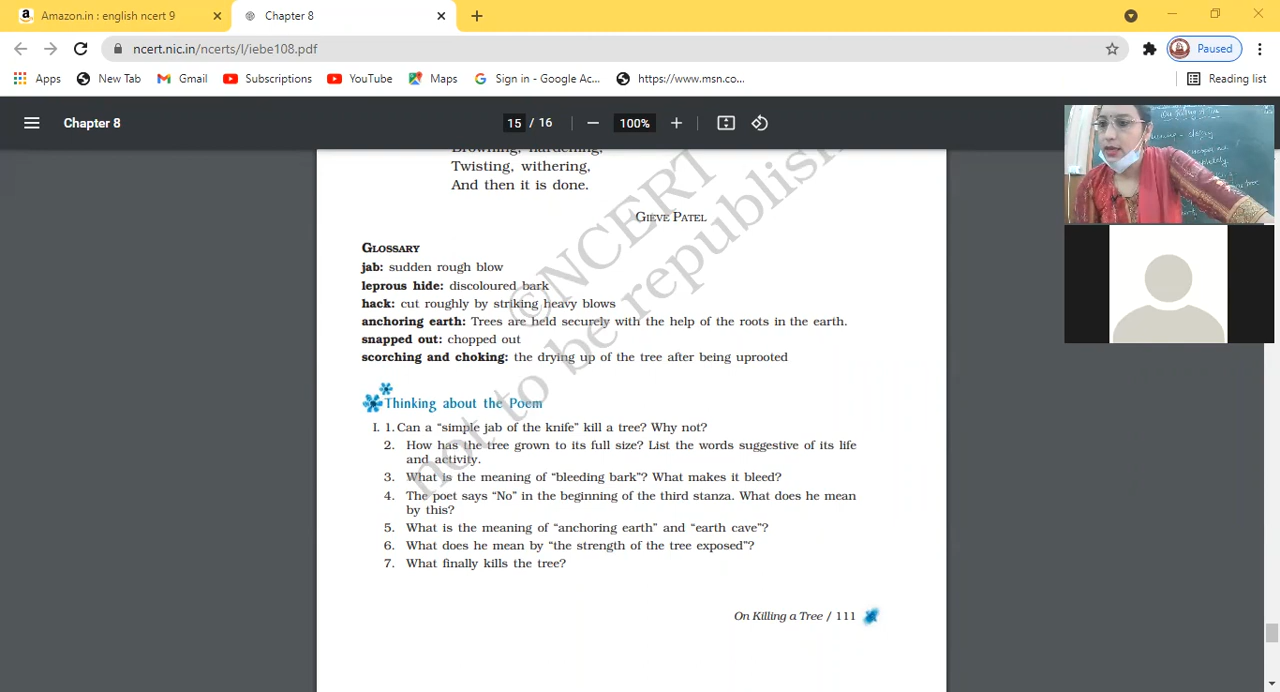 Amazon.in : english ncert 9
Chapter 8
ncert.nic.in/ncerts/l/iebe108.pdf
Paused
Apps
New Tab
Gmail
Subscriptions
YouTube
Maps
Sign in - Google Ac...
https://www.msn.co...
Reading list
Chapter 8
15 / 16
100%
Browning, hardening,
Twisting, withering,
And then it is done.
GIEVE PATEL
GLOSSARY
jab: sudden rough blow
leprous hide: discoloured bark
hack: cut roughly by striking heavy blows
anchoring earth: Trees are held securely with the help of the roots in the earth.
snapped out: chopped out
scorching and choking: the drying up of the tree after being uprooted
Thinking about the Poem
I. 1. Can a “simple jab of the knife” kill a tree? Why not?
2. How has the tree grown to its full size? List the words suggestive of its life
and activity.
3. What is the meaning of “bleeding bark”? What makes it bleed?
4. The poet says “No” in the beginning of the third stanza. What does he mean
by this?
5. What is the meaning of “anchoring earth” and “earth cave”?
6. What does he mean by “the strength of the tree exposed”?
7. What finally kills the tree?
On Killing a Tree / 111
©NCERT
not to be republish